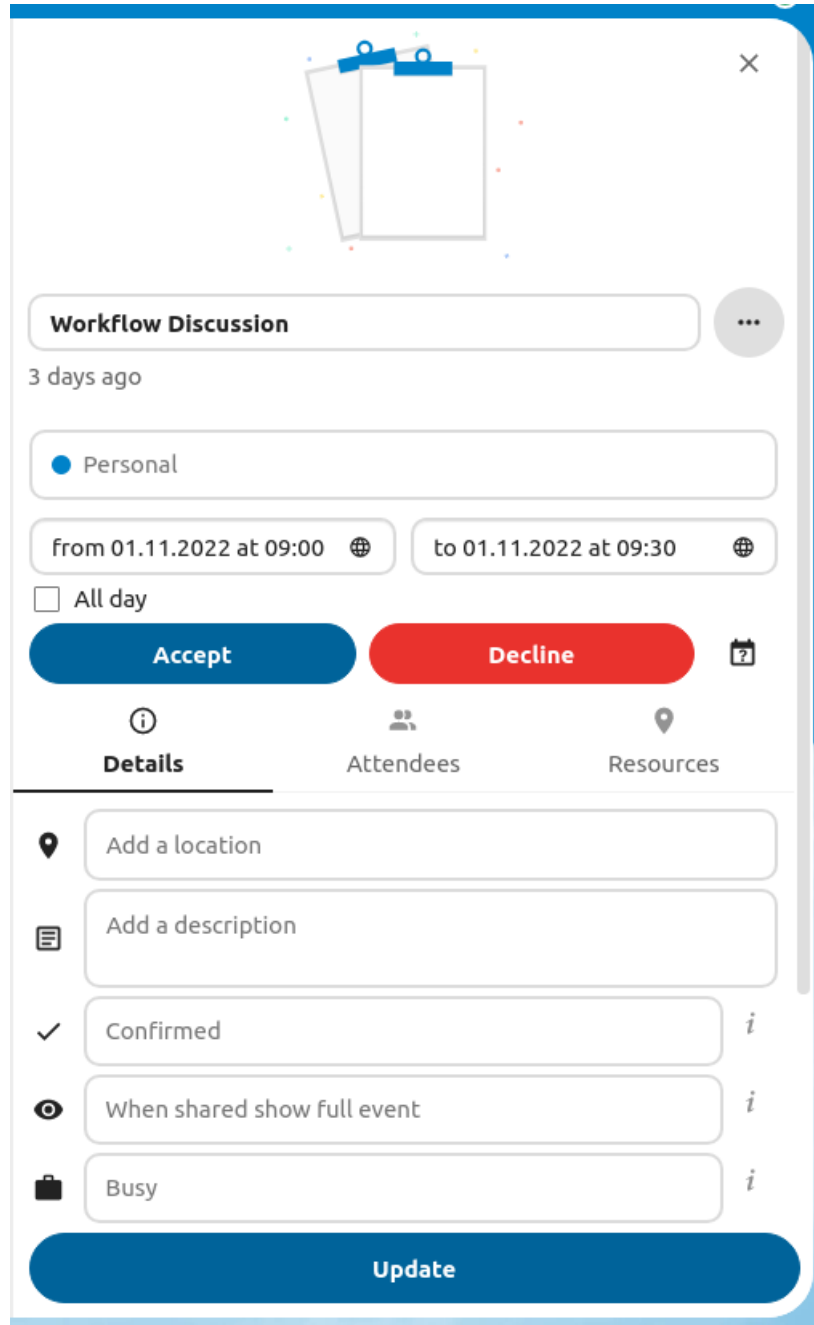 Workflow Discussion
3 days ago
Personal
from 01.11.2022 at 09:00 to 01.11.2022 at 09:30
All day
Accept Decline
Details Attendees Resources
Add a location
Add a description
Confirmed
When shared show full event
Busy
Update